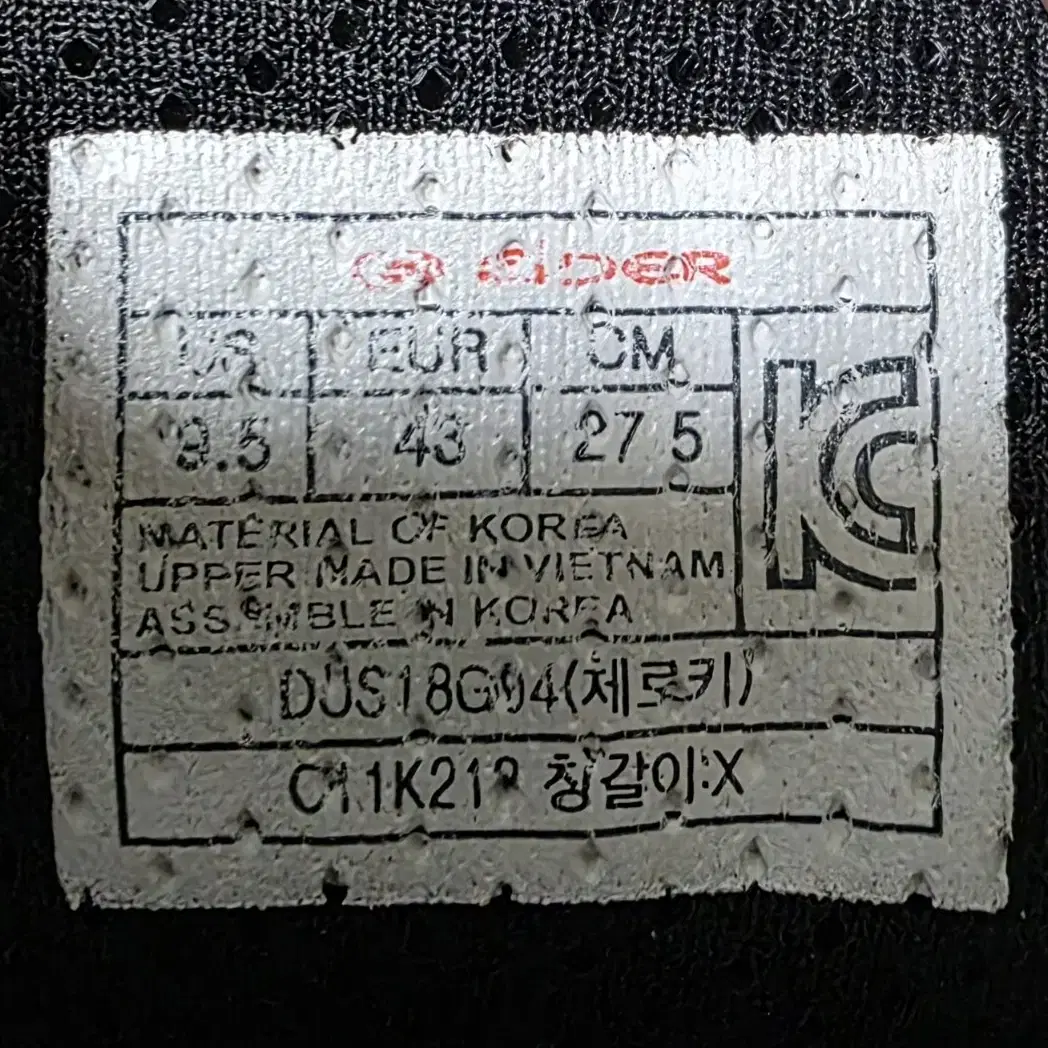 EIDER
US EUR CM
9.5 43 27.5
MATERIAL OF KOREA
UPPER MADE IN VIETNAM
ASSEMBLE IN KOREA
DUS18G94(체로키)
창갈이:X